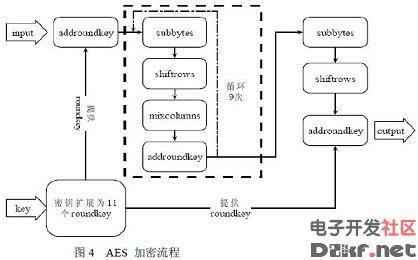 input
addroundkey
subbytes
shiftrows
mixcolumns
addroundkey
循环
9次
subbytes
shiftrows
addroundkey
output
提供
roundkey
key
密钥扩展为11
个roundkey
提供
roundkey
图 4 AES 加密流程
电子开发社区
Dzkf.net